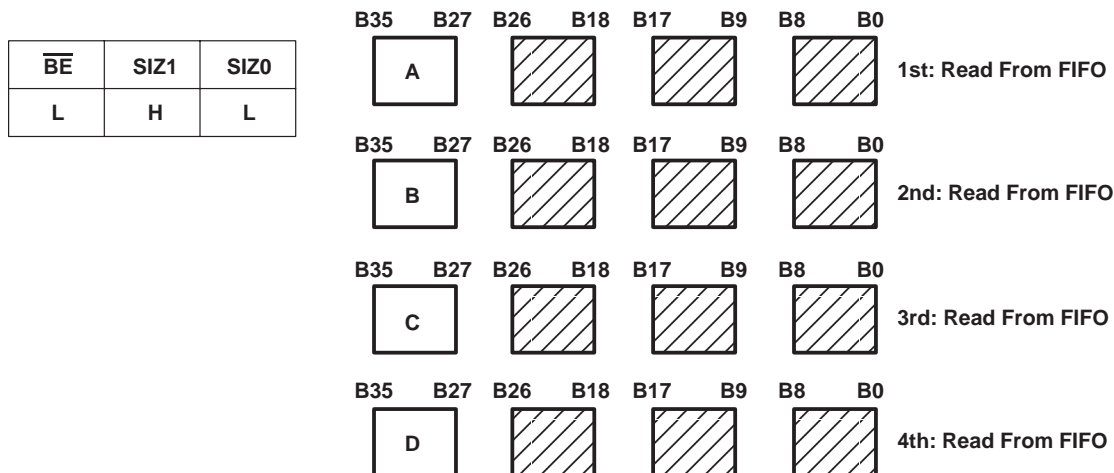 BE SIZ1 SIZ0
L H L
B35 B27 B26 B18 B17 B9 B8 B0
A 1st: Read From FIFO
B35 B27 B26 B18 B17 B9 B8 B0
B 2nd: Read From FIFO
B35 B27 B26 B18 B17 B9 B8 B0
C 3rd: Read From FIFO
B35 B27 B26 B18 B17 B9 B8 B0
D 4th: Read From FIFO